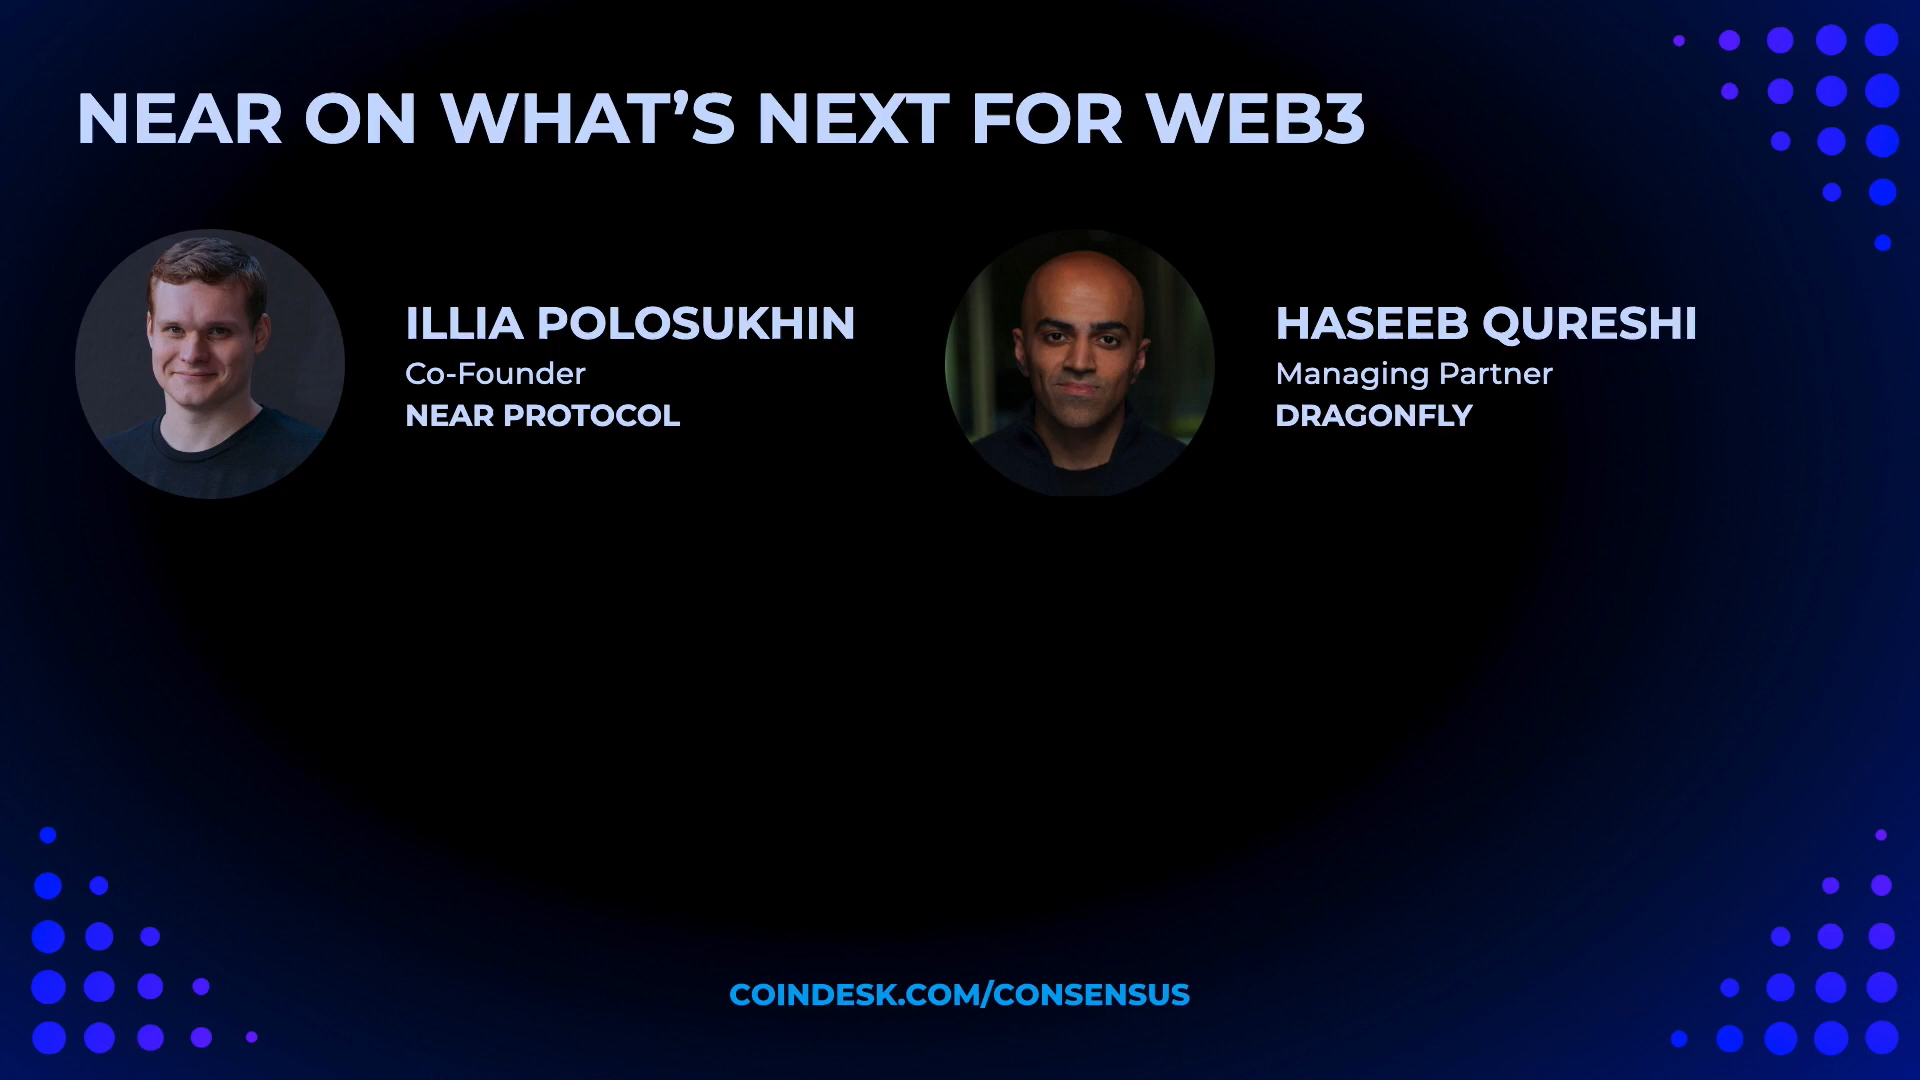 NEAR ON WHAT’S NEXT FOR WEB3
ILLIA POLOSUKHIN
Co-Founder
NEAR PROTOCOL
HASEEB QURESHI
Managing Partner
DRAGONFLY
COINDESK.COM/CONSENSUS